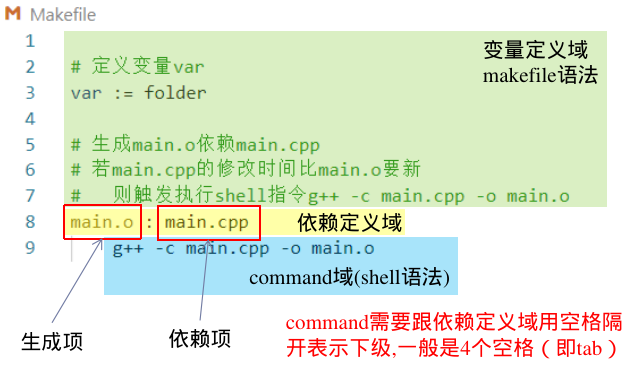 Makefile
1
2 # 定义变量var
3 var := folder
4
5 # 生成main.o依赖main.cpp
6 # 若main.cpp的修改时间比main.o要新
7 #   则触发执行shell指令g++ -c main.cpp -o main.o
8 main.o : main.cpp
9     g++ -c main.cpp -o main.o
变量定义域
makefile语法
依赖定义域
command域(shell语法)
生成项
依赖项
command需要跟依赖定义域用空格隔
开表示下级,一般是4个空格（即tab）